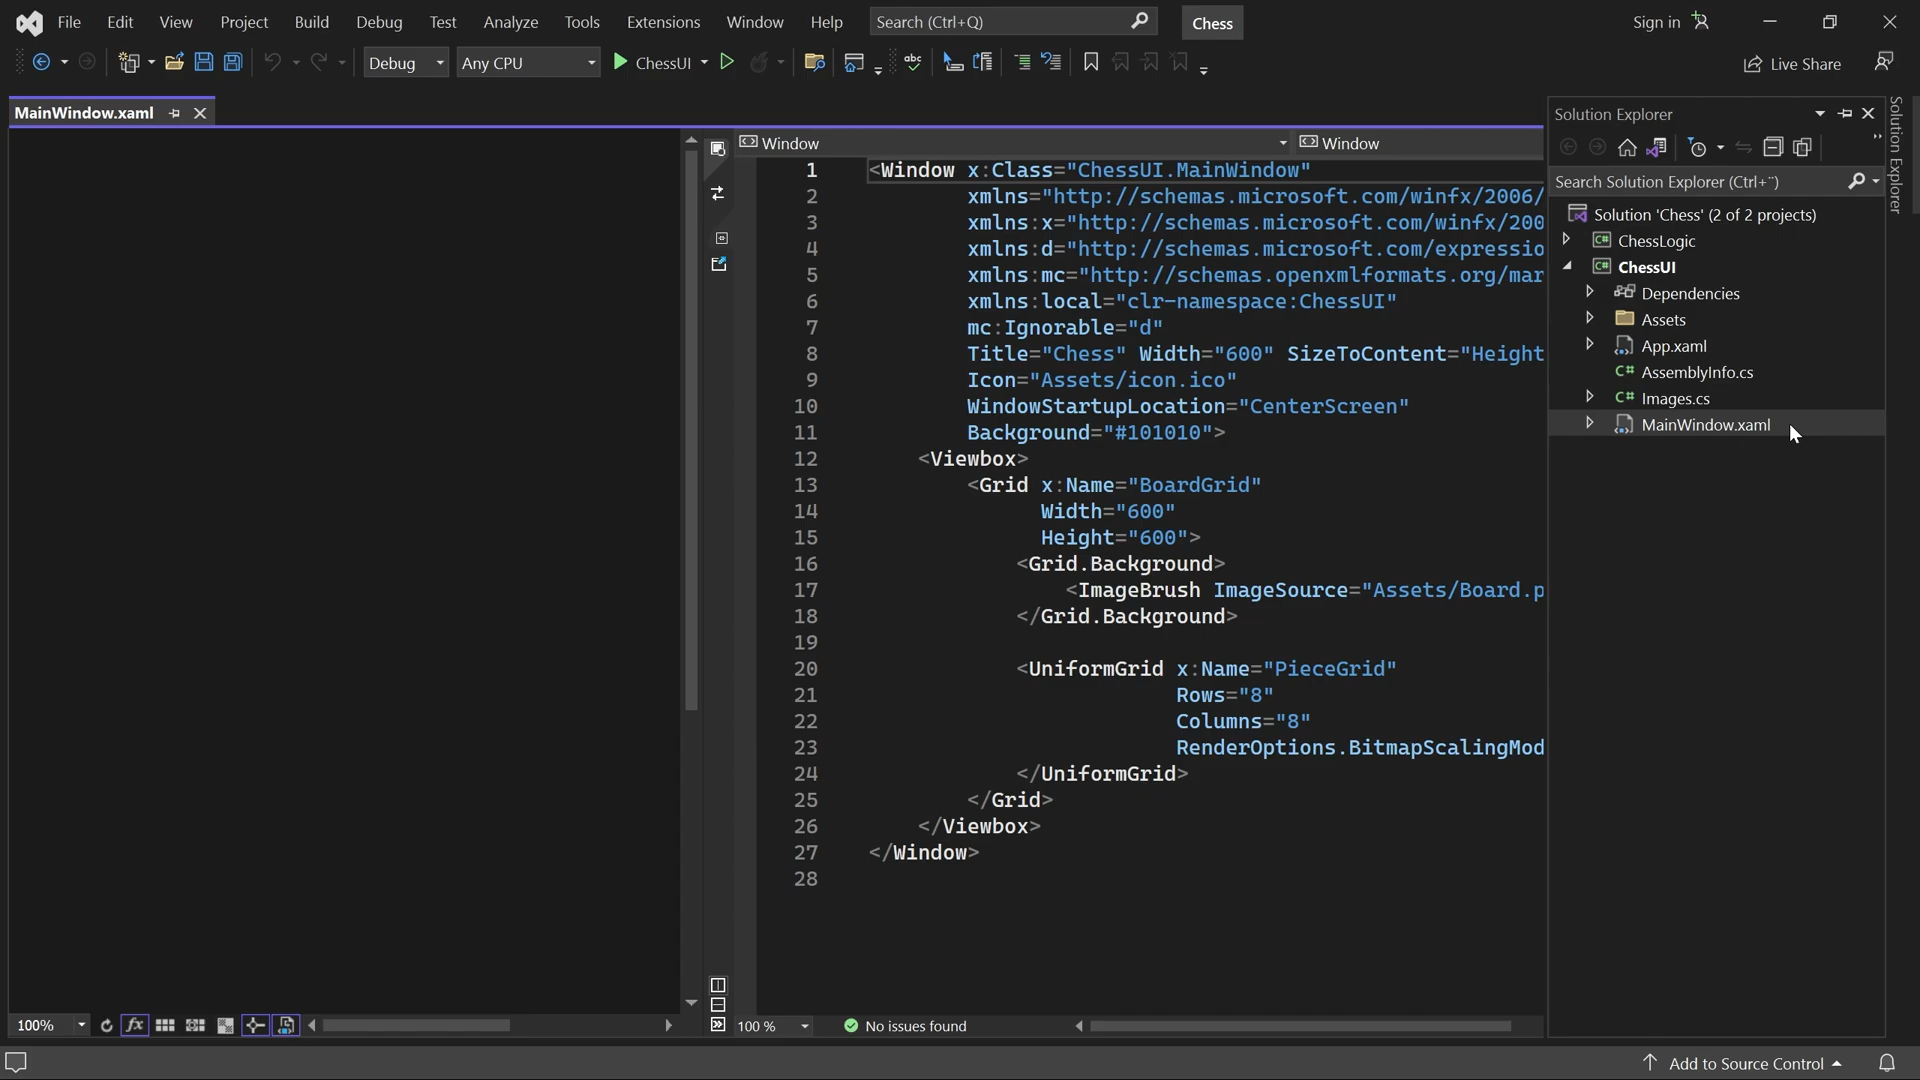 File Edit View Project Build Debug Test Analyze Tools Extensions Window Help Search (Ctrl+Q) Chess Sign in
Debug Any CPU ChessUI abc Live Share
MainWindow.xaml
Window Window
1 <Window x:Class="ChessUI.MainWindow"
2 xmlns="http://schemas.microsoft.com/winfx/2006/
3 xmlns:x="http://schemas.microsoft.com/winfx/200
4 xmlns:d="http://schemas.microsoft.com/expressio
5 xmlns:mc="http://schemas.openxmlformats.org/mar
6 xmlns:local="clr-namespace:ChessUI"
7 mc:Ignorable="d"
8 Title="Chess" Width="600" SizeToContent="Height
9 Icon="Assets/icon.ico"
10 WindowStartupLocation="CenterScreen"
11 Background="#101010">
12 <Viewbox>
13 <Grid x:Name="BoardGrid"
14 Width="600"
15 Height="600">
16 <Grid.Background>
17 <ImageBrush ImageSource="Assets/Board.p
18 </Grid.Background>
19
20 <UniformGrid x:Name="PieceGrid"
21 Rows="8"
22 Columns="8"
23 RenderOptions.BitmapScalingMod
24 </UniformGrid>
25 </Grid>
26 </Viewbox>
27 </Window>
28
Solution Explorer
Search Solution Explorer (Ctrl+¨)
Solution 'Chess' (2 of 2 projects)
C# ChessLogic
C# ChessUI
Dependencies
Assets
App.xaml
C# AssemblyInfo.cs
C# Images.cs
MainWindow.xaml
Solution Explorer
100% fx
100 % No issues found
Add to Source Control